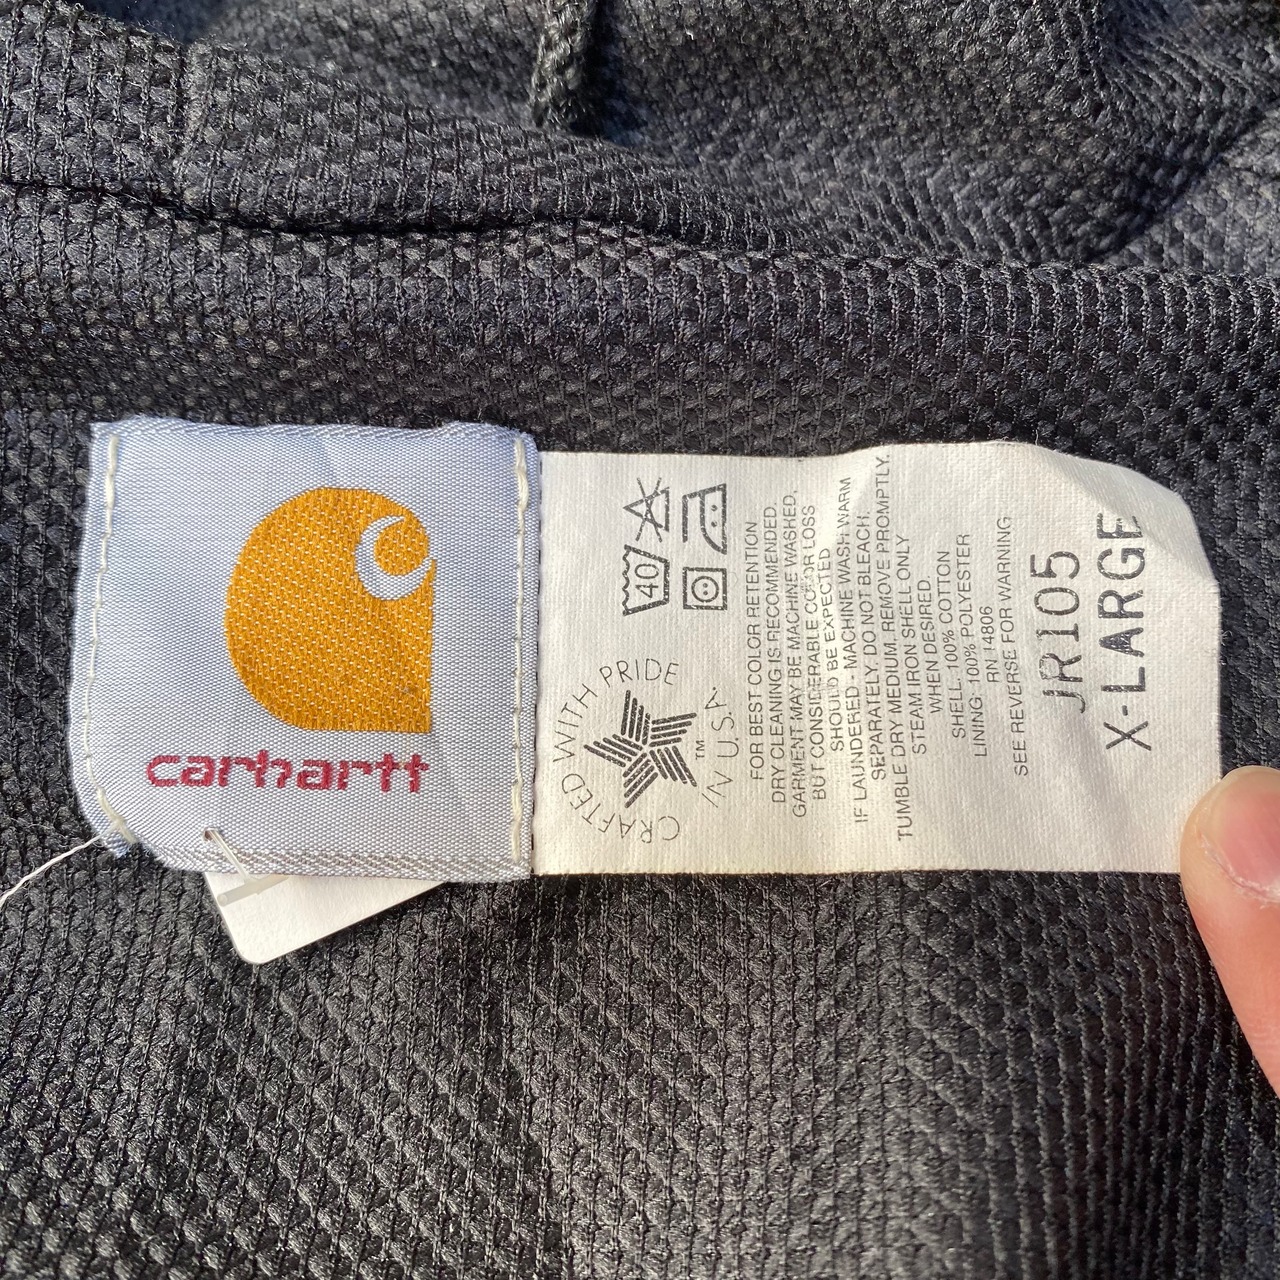 carhartt
CRAFTED WITH PRIDE
IN U.S.A.
TM
40
FOR BEST COLOR RETENTION
DRY CLEANING IS RECOMMENDED.
GARMENT MAY BE MACHINE WASHED,
BUT CONSIDERABLE COLOR LOSS
SHOULD BE EXPECTED
IF LAUNDERED - MACHINE WASH WARM
SEPARATELY. DO NOT BLEACH.
TUMBLE DRY MEDIUM. REMOVE PROMPTLY.
STEAM IRON SHELL ONLY
WHEN DESIRED.
SHELL: 100% COTTON
LINING: 100% POLYESTER
RN 14806
SEE REVERSE FOR WARNING
JR105
X-LARGE